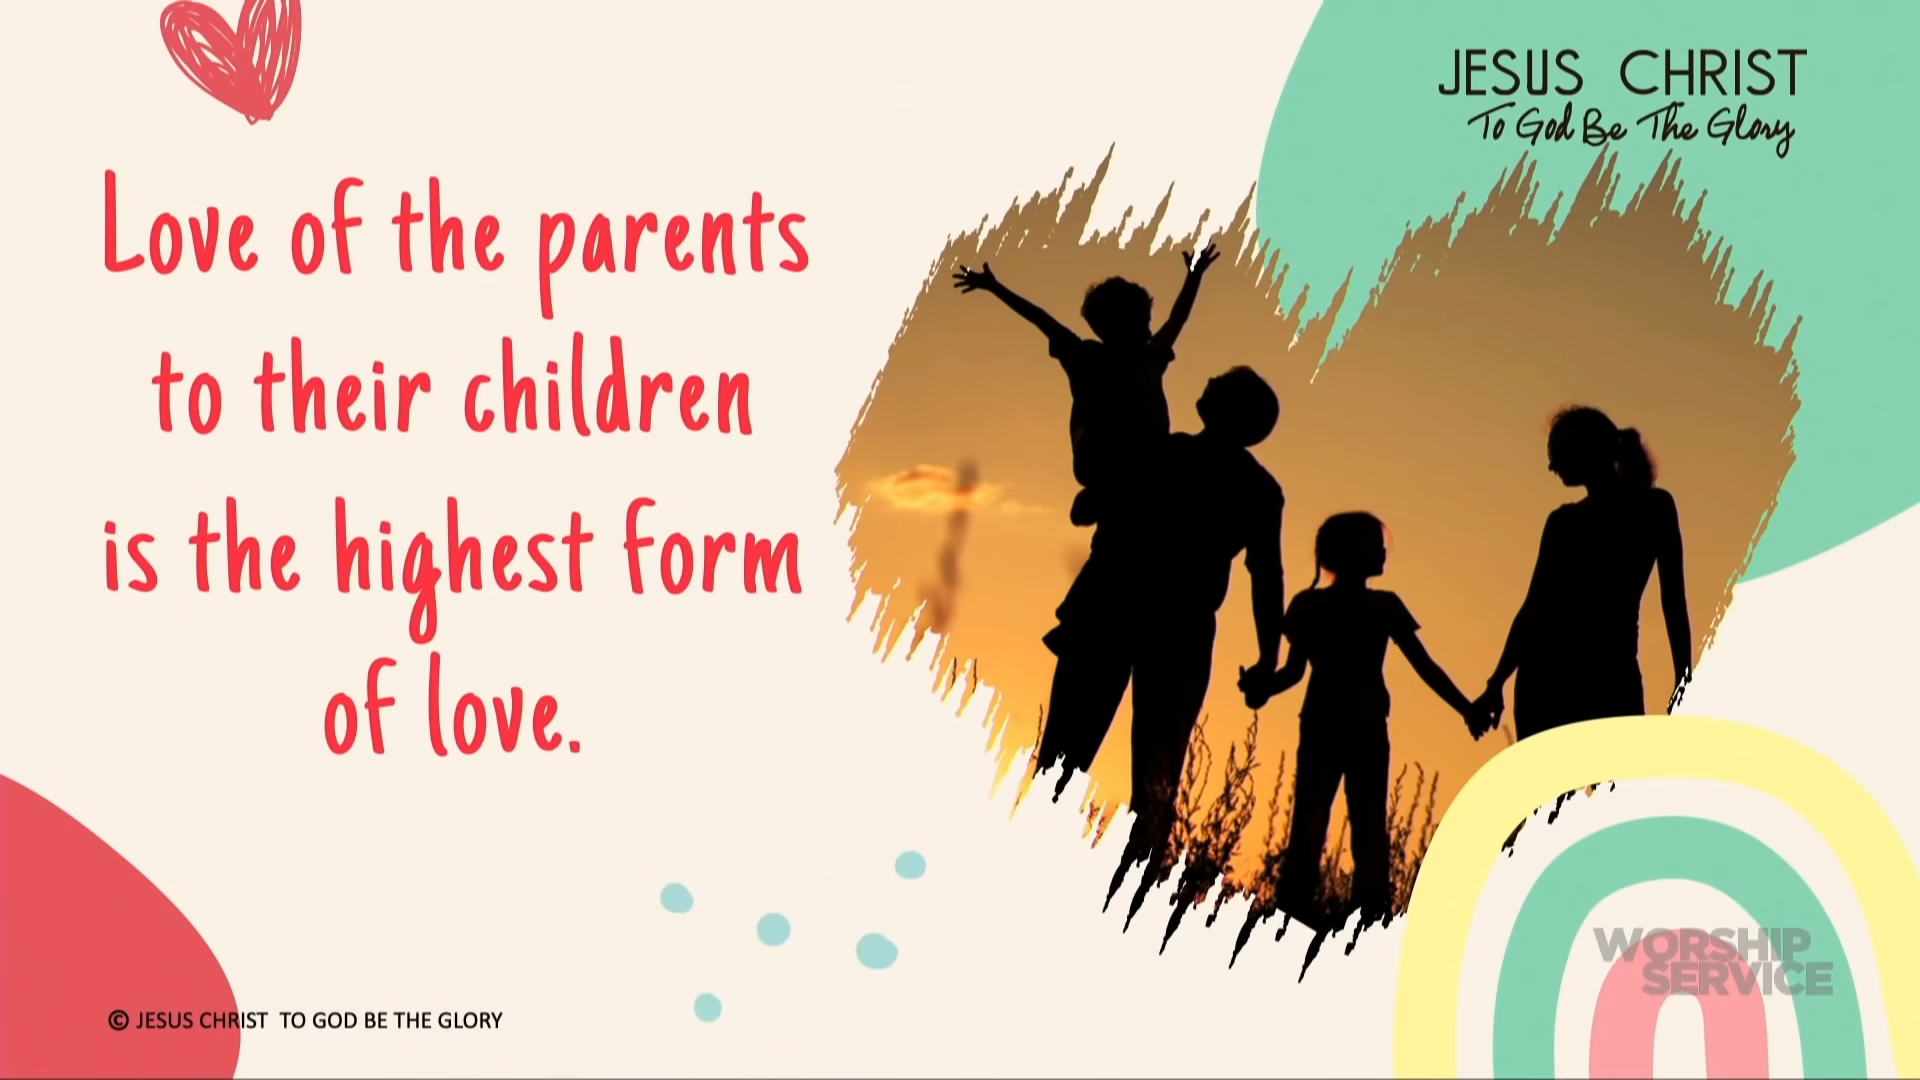 JESUS CHRIST
To God Be The Glory
Love of the parents
to their children
is the highest form
of love.
WORSHIP
SERVICE
© JESUS CHRIST TO GOD BE THE GLORY